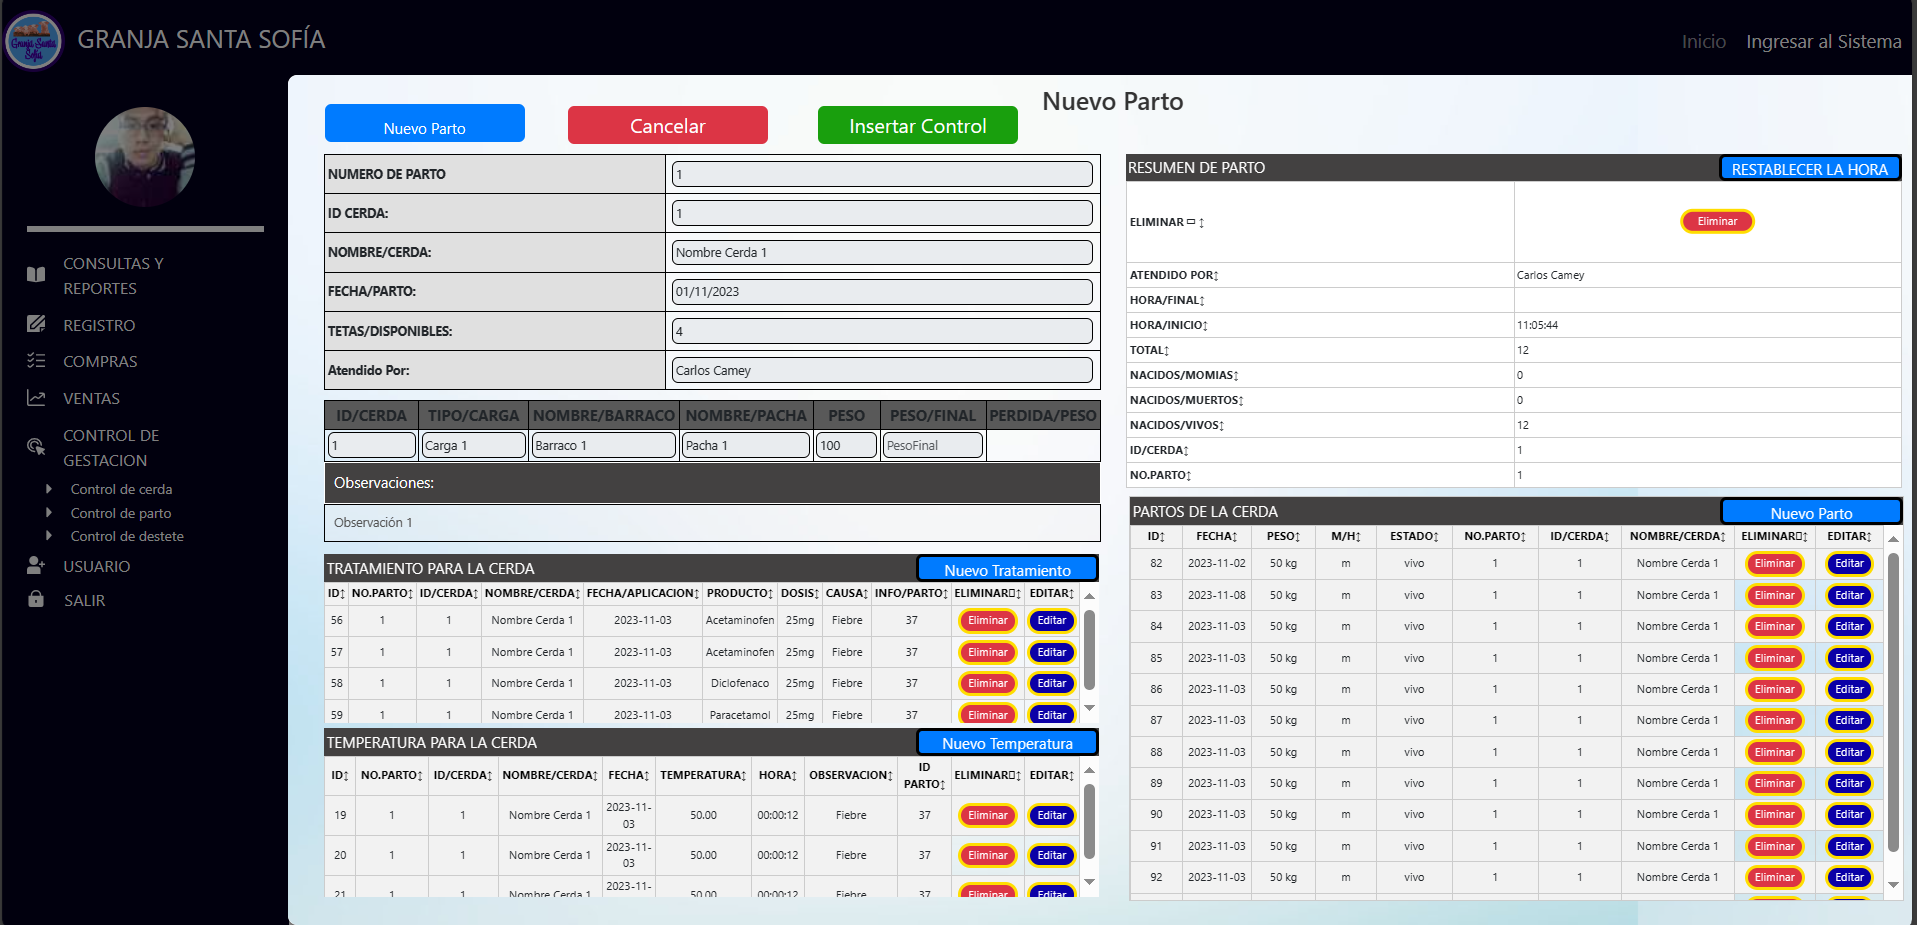 Granja Santa Sofía
GRANJA SANTA SOFÍA
Inicio Ingresar al Sistema
CONSULTAS Y
REPORTES
REGISTRO
COMPRAS
VENTAS
CONTROL DE
GESTACION
Control de cerda
Control de parto
Control de destete
USUARIO
SALIR
Nuevo Parto
Nuevo Parto Cancelar Insertar Control
NUMERO DE PARTO 1
ID CERDA: 1
NOMBRE/CERDA: Nombre Cerda 1
FECHA/PARTO: 01/11/2023
TETAS/DISPONIBLES: 4
Atendido Por: Carlos Camey
ID/CERDA TIPO/CARGA NOMBRE/BARRACO NOMBRE/PACHA PESO PESO/FINAL PERDIDA/PESO
1 Carga 1 Barraco 1 Pacha 1 100 PesoFinal
Observaciones:
Observación 1
TRATAMIENTO PARA LA CERDA Nuevo Tratamiento
ID↕ NO.PARTO↕ ID/CERDA↕ NOMBRE/CERDA↕ FECHA/APLICACION↕ PRODUCTO↕ DOSIS↕ CAUSA↕ INFO/PARTO↕ ELIMINAR▯↕ EDITAR↕
56 1 1 Nombre Cerda 1 2023-11-03 Acetaminofen 25mg Fiebre 37 Eliminar Editar
57 1 1 Nombre Cerda 1 2023-11-03 Acetaminofen 25mg Fiebre 37 Eliminar Editar
58 1 1 Nombre Cerda 1 2023-11-03 Diclofenaco 25mg Fiebre 37 Eliminar Editar
59 1 1 Nombre Cerda 1 2023-11-03 Paracetamol 25mg Fiebre 37 Eliminar Editar
TEMPERATURA PARA LA CERDA Nuevo Temperatura
ID↕ NO.PARTO↕ ID/CERDA↕ NOMBRE/CERDA↕ FECHA↕ TEMPERATURA↕ HORA↕ OBSERVACION↕ ID PARTO↕ ELIMINAR▯↕ EDITAR↕
19 1 1 Nombre Cerda 1 2023-11-03 50.00 00:00:12 Fiebre 37 Eliminar Editar
20 1 1 Nombre Cerda 1 2023-11-03 50.00 00:00:12 Fiebre 37 Eliminar Editar
21 1 1 Nombre Cerda 1 2023-11- 50.00 00:00:12 Fiebre 37 Eliminar Editar
RESUMEN DE PARTO RESTABLECER LA HORA
ELIMINAR ▭ ↕ Eliminar
ATENDIDO POR↕ Carlos Camey
HORA/FINAL↕
HORA/INICIO↕ 11:05:44
TOTAL↕ 12
NACIDOS/MOMIAS↕ 0
NACIDOS/MUERTOS↕ 0
NACIDOS/VIVOS↕ 12
ID/CERDA↕ 1
NO.PARTO↕ 1
PARTOS DE LA CERDA Nuevo Parto
ID↕ FECHA↕ PESO↕ M/H↕ ESTADO↕ NO.PARTO↕ ID/CERDA↕ NOMBRE/CERDA↕ ELIMINAR▯↕ EDITAR↕
82 2023-11-02 50 kg m vivo 1 1 Nombre Cerda 1 Eliminar Editar
83 2023-11-08 50 kg m vivo 1 1 Nombre Cerda 1 Eliminar Editar
84 2023-11-03 50 kg m vivo 1 1 Nombre Cerda 1 Eliminar Editar
85 2023-11-03 50 kg m vivo 1 1 Nombre Cerda 1 Eliminar Editar
86 2023-11-03 50 kg m vivo 1 1 Nombre Cerda 1 Eliminar Editar
87 2023-11-03 50 kg m vivo 1 1 Nombre Cerda 1 Eliminar Editar
88 2023-11-03 50 kg m vivo 1 1 Nombre Cerda 1 Eliminar Editar
89 2023-11-03 50 kg m vivo 1 1 Nombre Cerda 1 Eliminar Editar
90 2023-11-03 50 kg m vivo 1 1 Nombre Cerda 1 Eliminar Editar
91 2023-11-03 50 kg m vivo 1 1 Nombre Cerda 1 Eliminar Editar
92 2023-11-03 50 kg m vivo 1 1 Nombre Cerda 1 Eliminar Editar